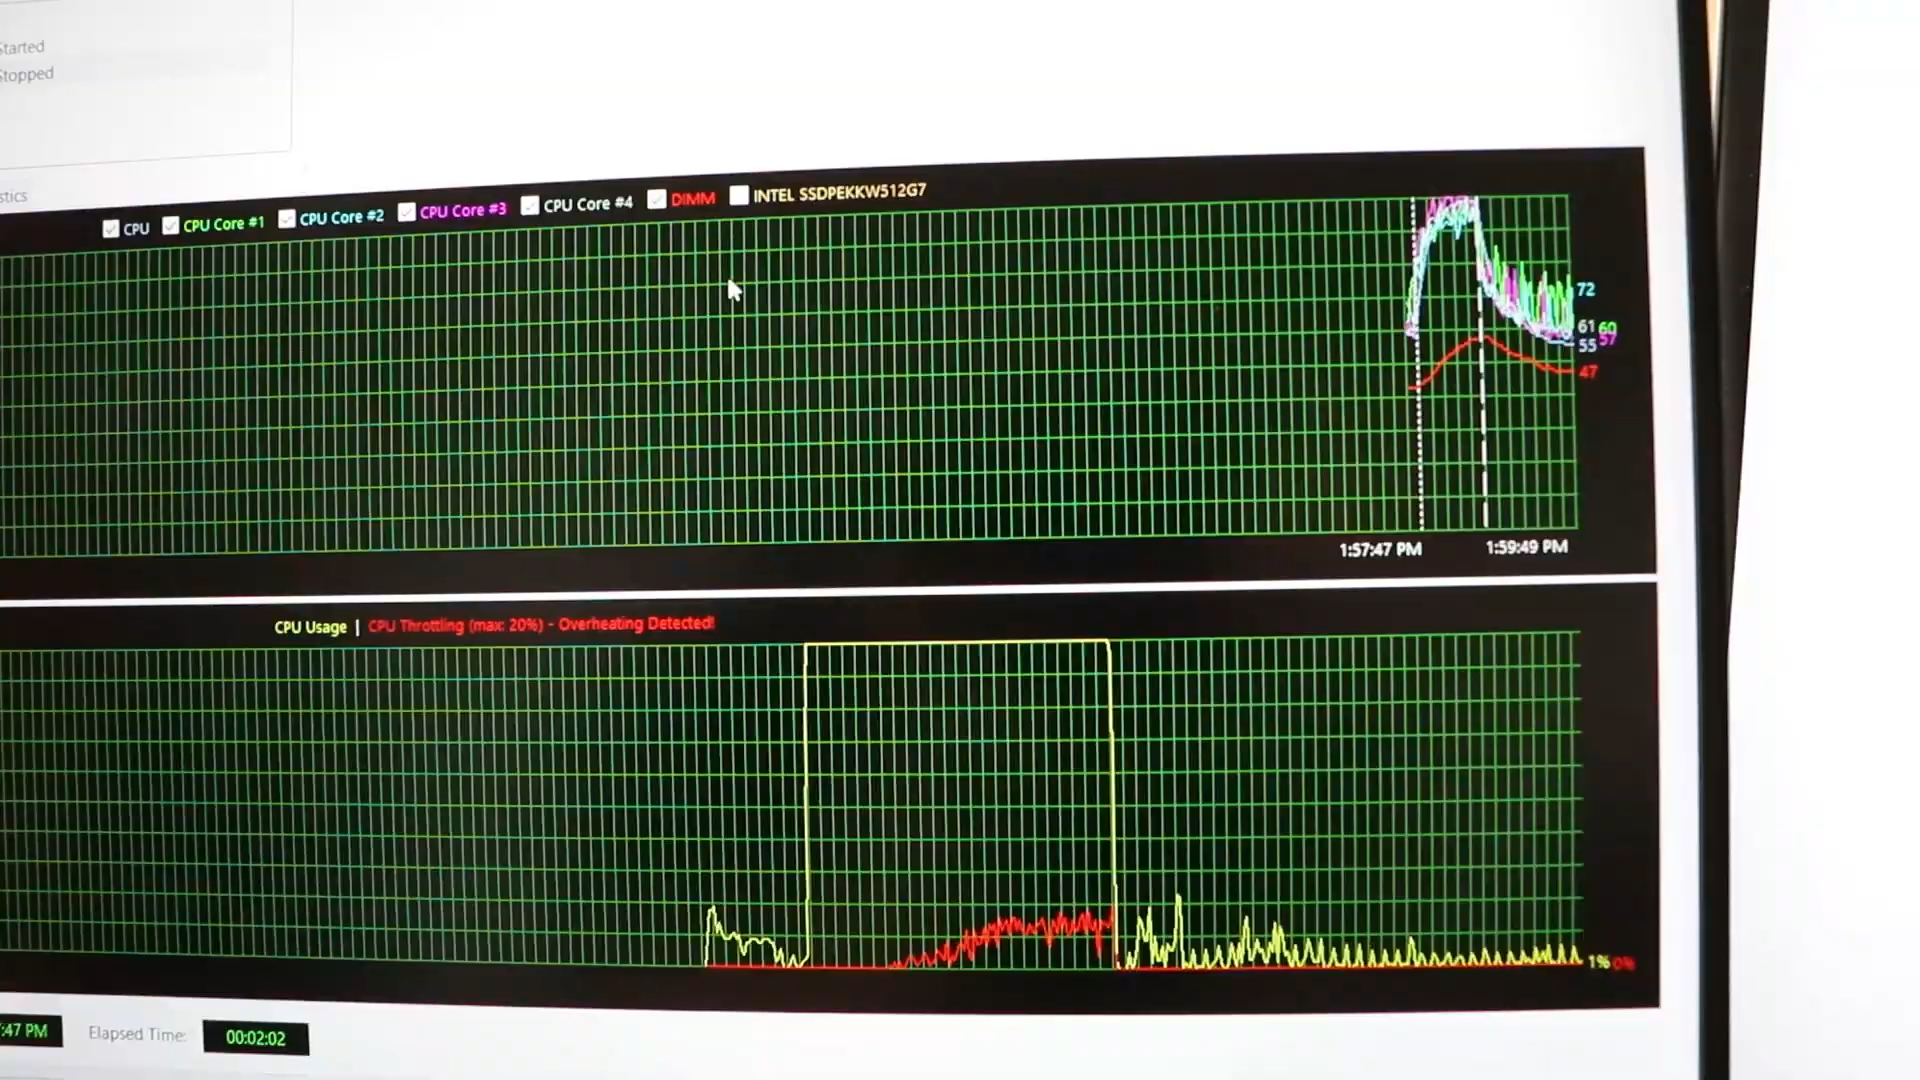 Started
Stopped
stics
CPU CPU Core #1 CPU Core #2 CPU Core #3 CPU Core #4 DIMM INTEL SSDPEKKW512G7
72
61 60
57
55
47
1:57:47 PM 1:59:49 PM
CPU Usage | CPU Throttling (max: 20%) - Overheating Detected!
1% 0%
:47 PM Elapsed Time: 00:02:02